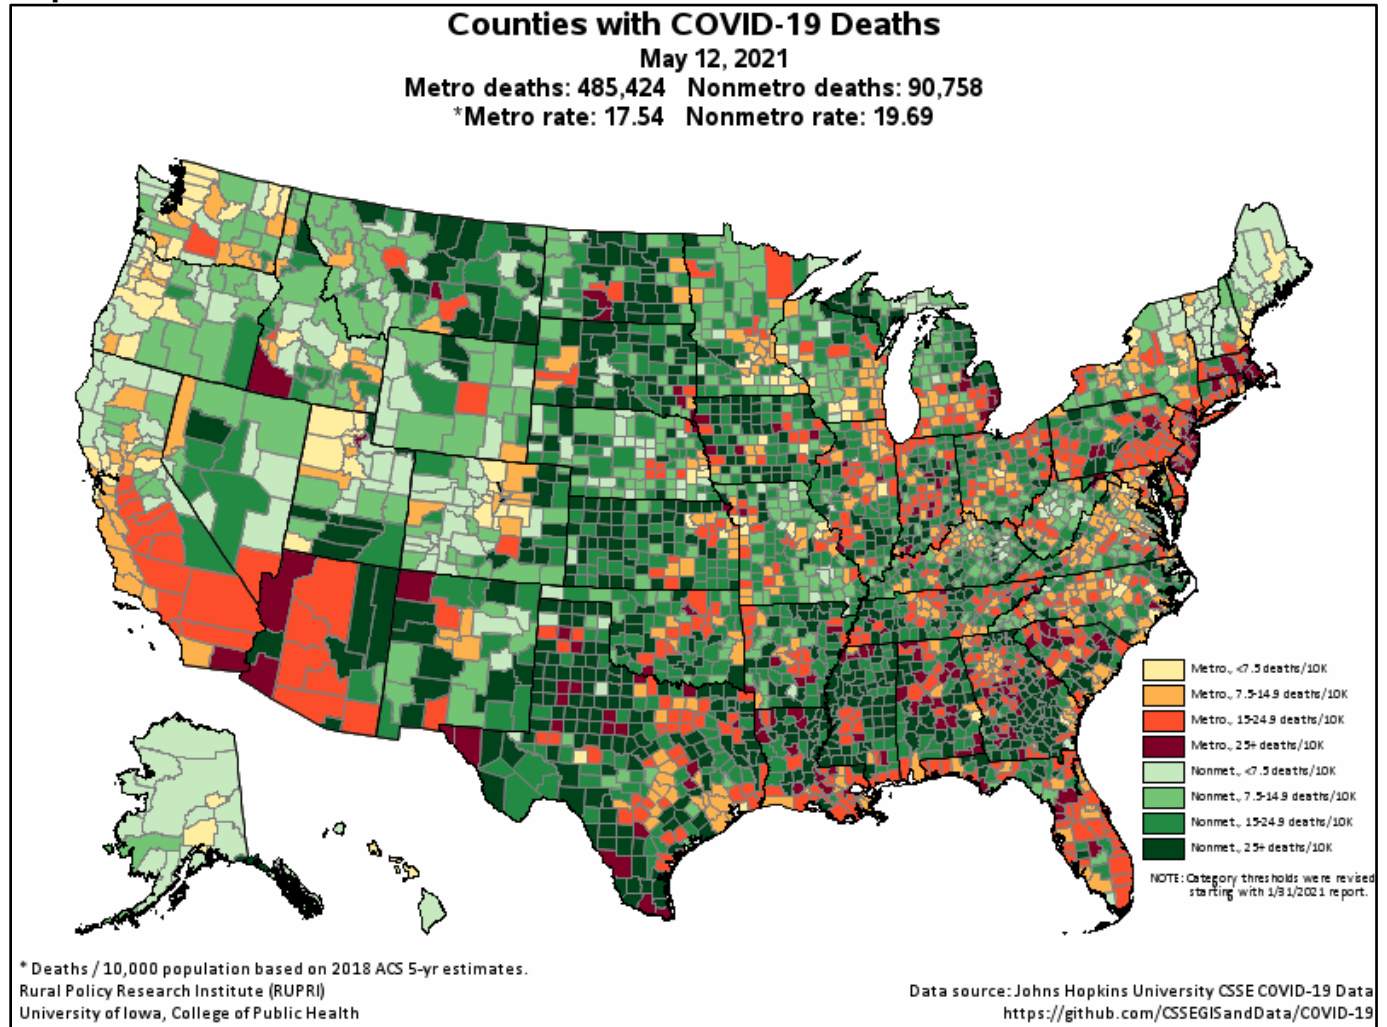 Counties with COVID-19 Deaths
May 12, 2021
Metro deaths: 485,424 Nonmetro deaths: 90,758
*Metro rate: 17.54 Nonmetro rate: 19.69
Metro., <7.5 deaths/10K
Metro., 7.5-14.9 deaths/10K
Metro., 15-24.9 deaths/10K
Metro., 25+ deaths/10K
Nonmet., <7.5 deaths/10K
Nonmet., 7.5-14.9 deaths/10K
Nonmet., 15-24.9 deaths/10K
Nonmet., 25+ deaths/10K
NOTE: Category thresholds were revised
starting with 1/31/2021 report.
* Deaths / 10,000 population based on 2018 ACS 5-yr estimates.
Rural Policy Research Institute (RUPRI)
University of Iowa, College of Public Health
Data source: Johns Hopkins University CSSE COVID-19 Data
https://github.com/CSSEGISandData/COVID-19